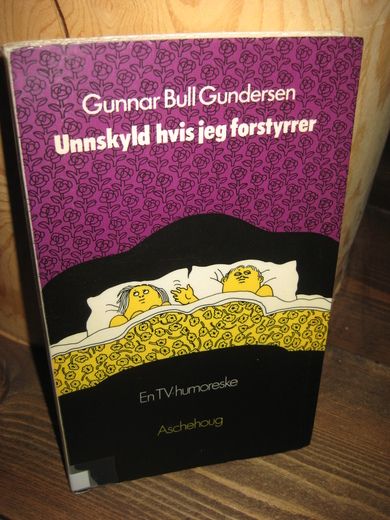 Gunnar Bull Gundersen
Unnskyld hvis jeg forstyrrer
En TV-humoreske
Aschehoug